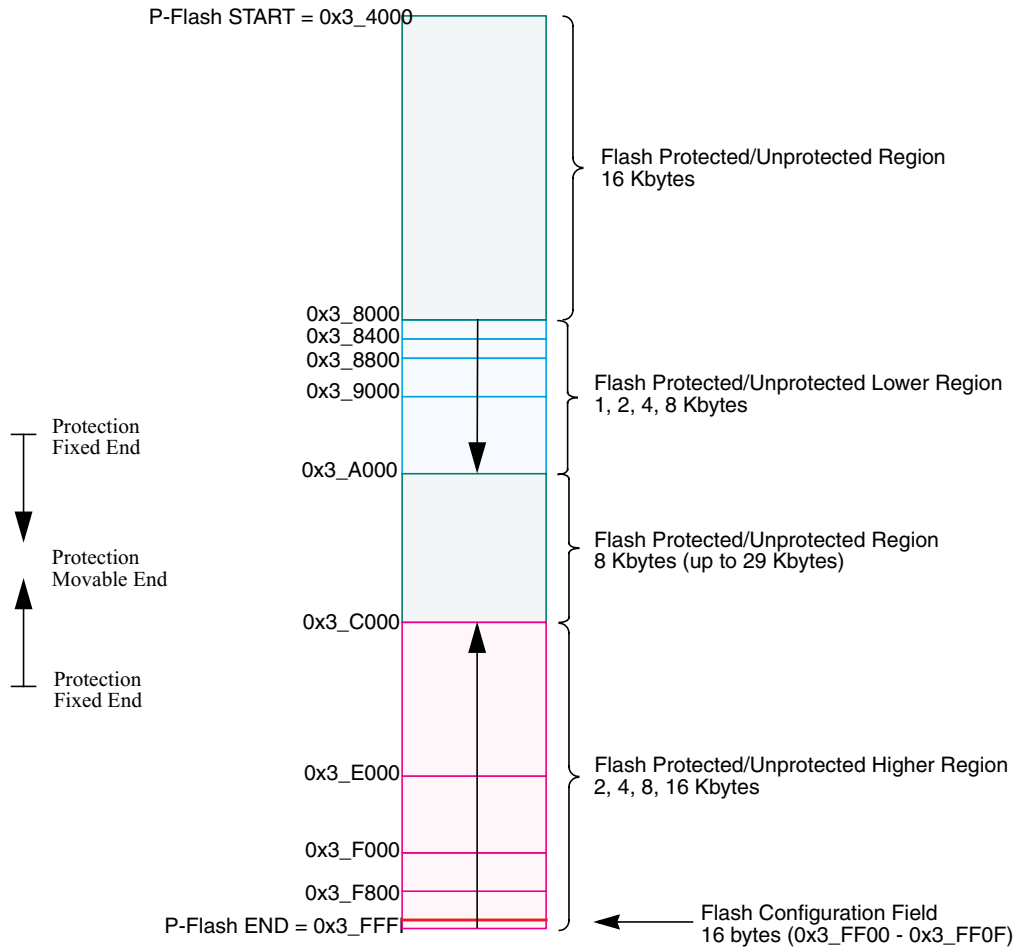 P-Flash START = 0x3_4000
Flash Protected/Unprotected Region
16 Kbytes
0x3_8000
0x3_8400
0x3_8800
0x3_9000
Flash Protected/Unprotected Lower Region
1, 2, 4, 8 Kbytes
Protection
Fixed End
0x3_A000
Protection
Movable End
Flash Protected/Unprotected Region
8 Kbytes (up to 29 Kbytes)
0x3_C000
Protection
Fixed End
0x3_E000
Flash Protected/Unprotected Higher Region
2, 4, 8, 16 Kbytes
0x3_F000
0x3_F800
P-Flash END = 0x3_FFF
Flash Configuration Field
16 bytes (0x3_FF00 - 0x3_FF0F)